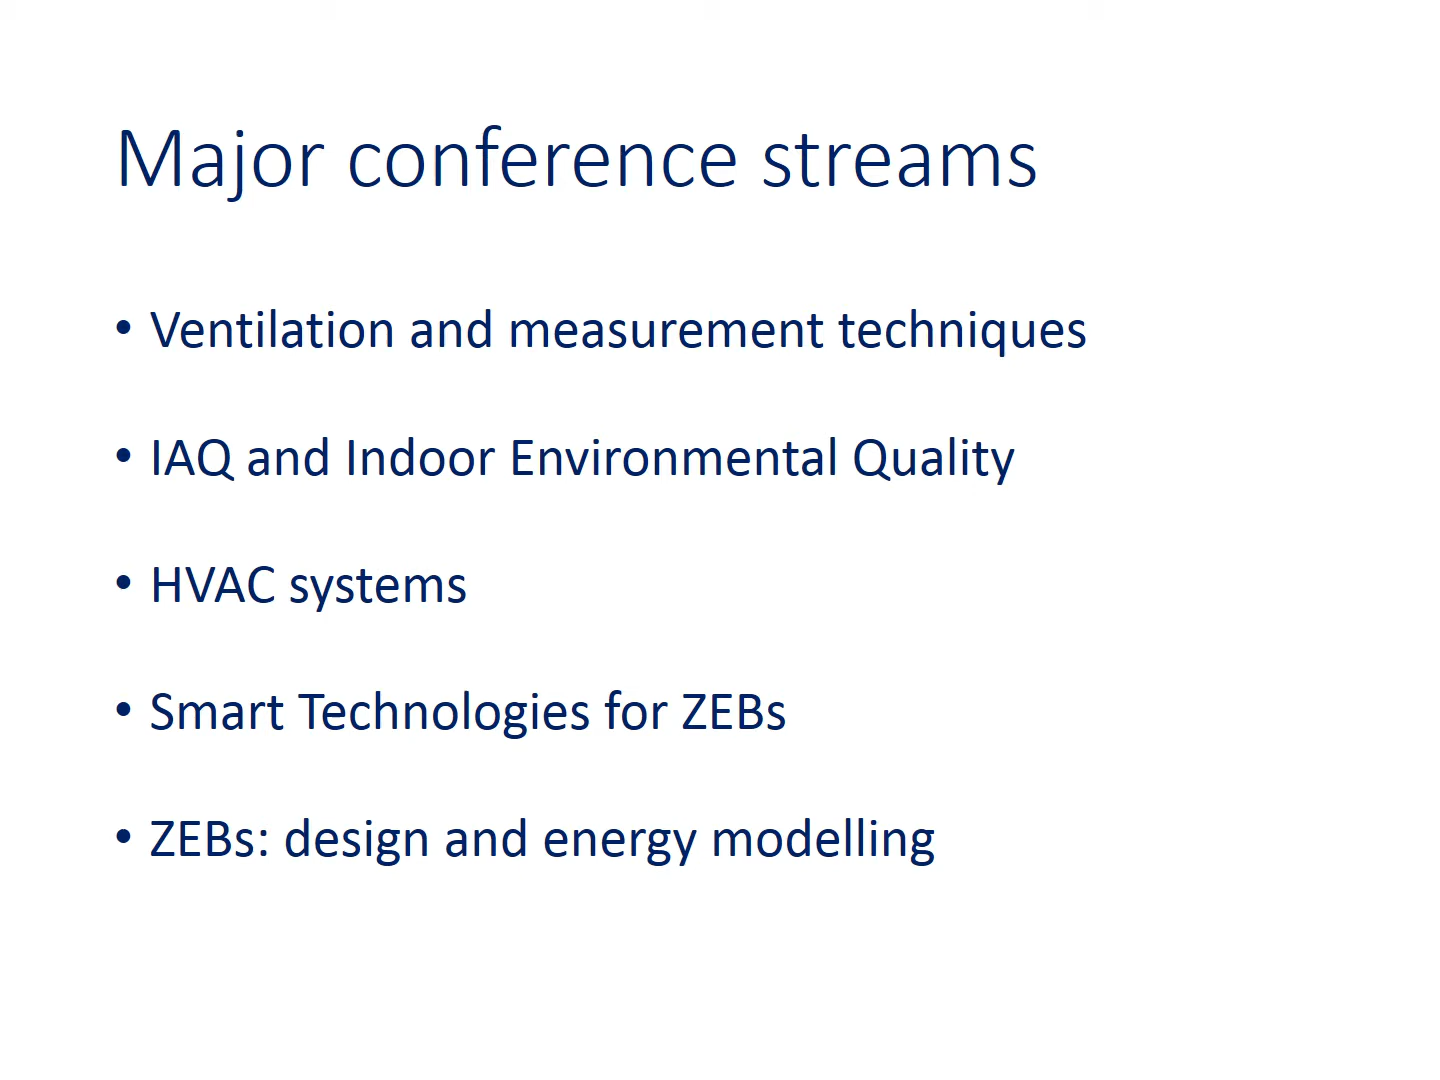 Major conference streams
• Ventilation and measurement techniques
• IAQ and Indoor Environmental Quality
• HVAC systems
• Smart Technologies for ZEBs
• ZEBs: design and energy modelling